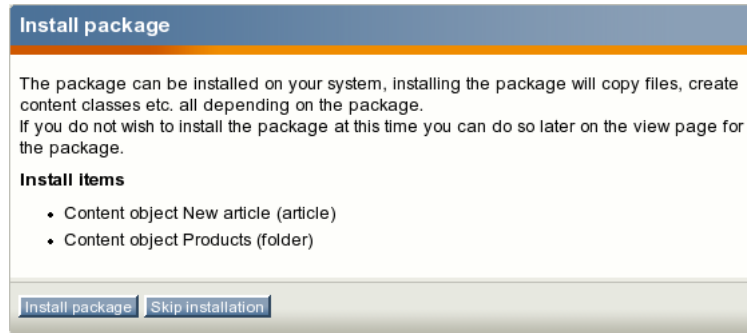 Install package
The package can be installed on your system, installing the package will copy files, create
content classes etc. all depending on the package.
If you do not wish to install the package at this time you can do so later on the view page for
the package.
Install items
• Content object New article (article)
• Content object Products (folder)
Install package Skip installation